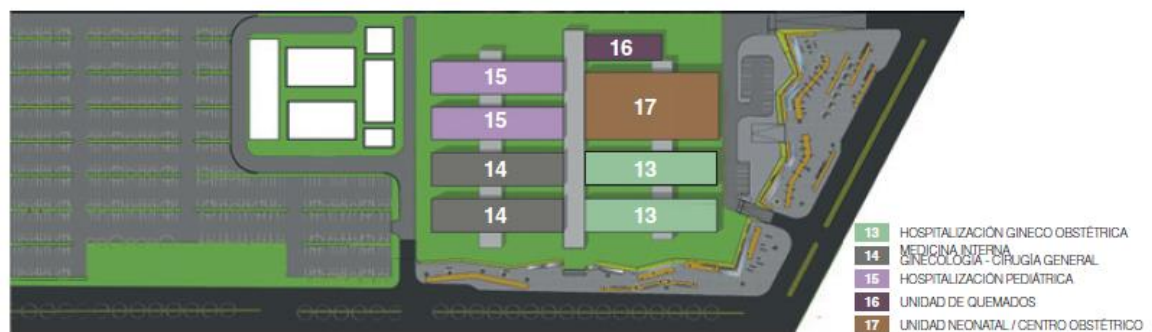 16
15
17
15
14
13
14
13
13 HOSPITALIZACIÓN GINECO OBSTÉTRICA
14 MEDICINA INTERNA
GINECOLOGÍA - CIRUGÍA GENERAL
15 HOSPITALIZACIÓN PEDIÁTRICA
16 UNIDAD DE QUEMADOS
17 UNIDAD NEONATAL / CENTRO OBSTÉTRICO